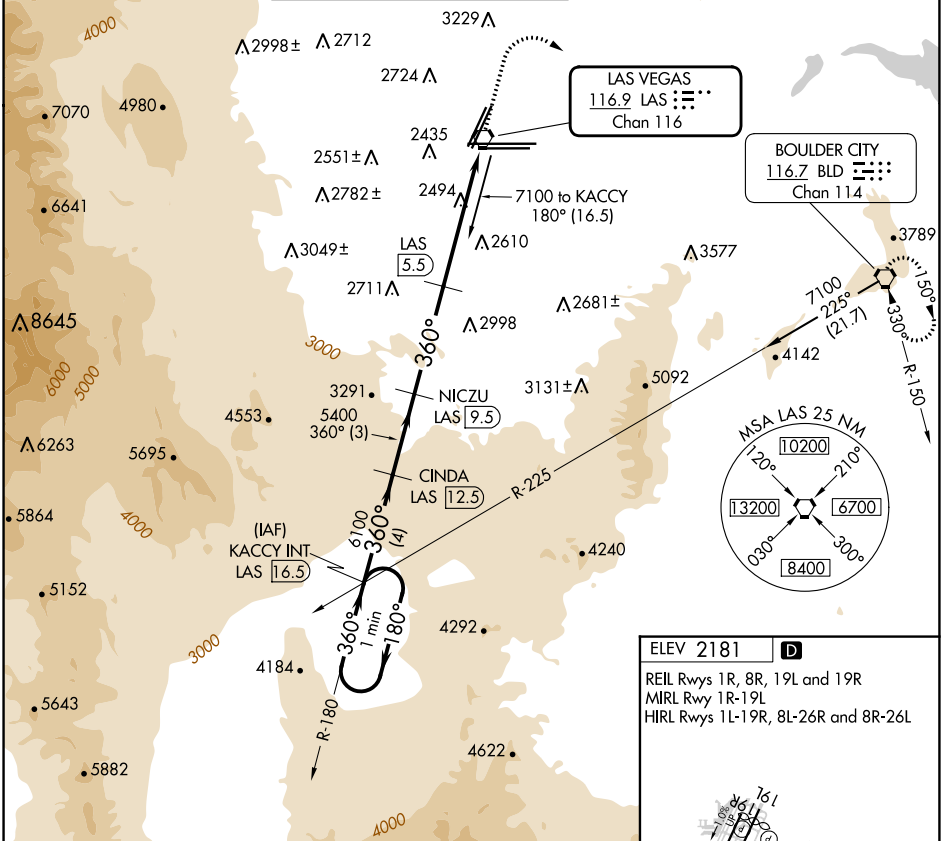 4000
3229
2998±
2712
2724
LAS VEGAS
116.9 LAS
Chan 116
7070
4980
2435
2551±
BOULDER CITY
116.7 BLD
Chan 114
2782±
2494
7100 to KACCY
180° (16.5)
6641
3049±
LAS
5.5
2610
3577
3789
2711
2681±
7100
225°
(21.7)
150°
330°
R-150
8645
2998
3000
360°
4142
6000
5000
3291
NICZU
LAS 9.5
3131±
5092
4553
5400
360° (3)
6263
5695
CINDA
LAS 12.5
R-225
MSA LAS 25 NM
10200
120°
210°
13200
6700
030°
300°
8400
5864
4000
(IAF)
KACCY INT
LAS 16.5
6100
360°
(4)
4240
5152
360°
1 min
180°
4292
3000
4184
R-180
5643
4622
5882
4000
ELEV 2181
D
REIL Rwys 1R, 8R, 19L and 19R
MIRL Rwy 1R-19L
HIRL Rwys 1L-19R, 8L-26R and 8R-26L
19R
19L
1.0%
UP